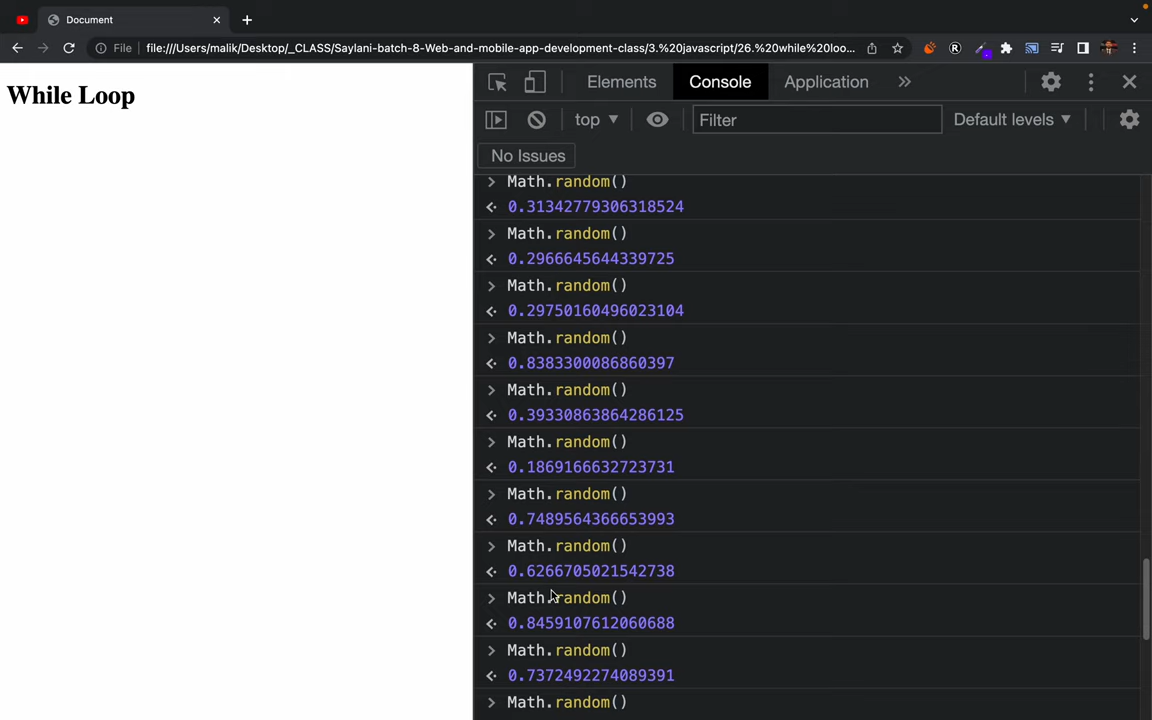 Document
File file:///Users/malik/Desktop/_CLASS/Saylani-batch-8-Web-and-mobile-app-development-class/3.%20javascript/26.%20while%20loo...
While Loop
Elements Console Application
top Filter Default levels
No Issues
Math.random()
0.31342779306318524
Math.random()
0.2966645644339725
Math.random()
0.29750160496023104
Math.random()
0.8383300086860397
Math.random()
0.39330863864286125
Math.random()
0.1869166632723731
Math.random()
0.7489564366653993
Math.random()
0.6266705021542738
Math.random()
0.8459107612060688
Math.random()
0.7372492274089391
Math.random()